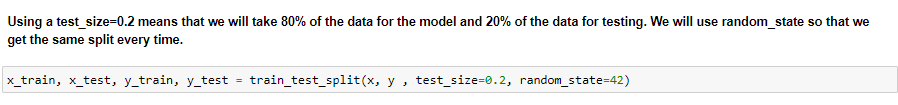 Using a test_size=0.2 means that we will take 80% of the data for the model and 20% of the data for testing. We will use random_state so that we
get the same split every time.
x_train, x_test, y_train, y_test = train_test_split(x, y , test_size=0.2, random_state=42)